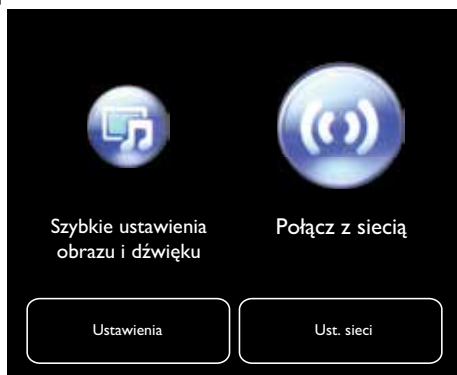 Szybkie ustawienia
obrazu i dźwięku
Połącz z siecią
Ustawienia
Ust. sieci